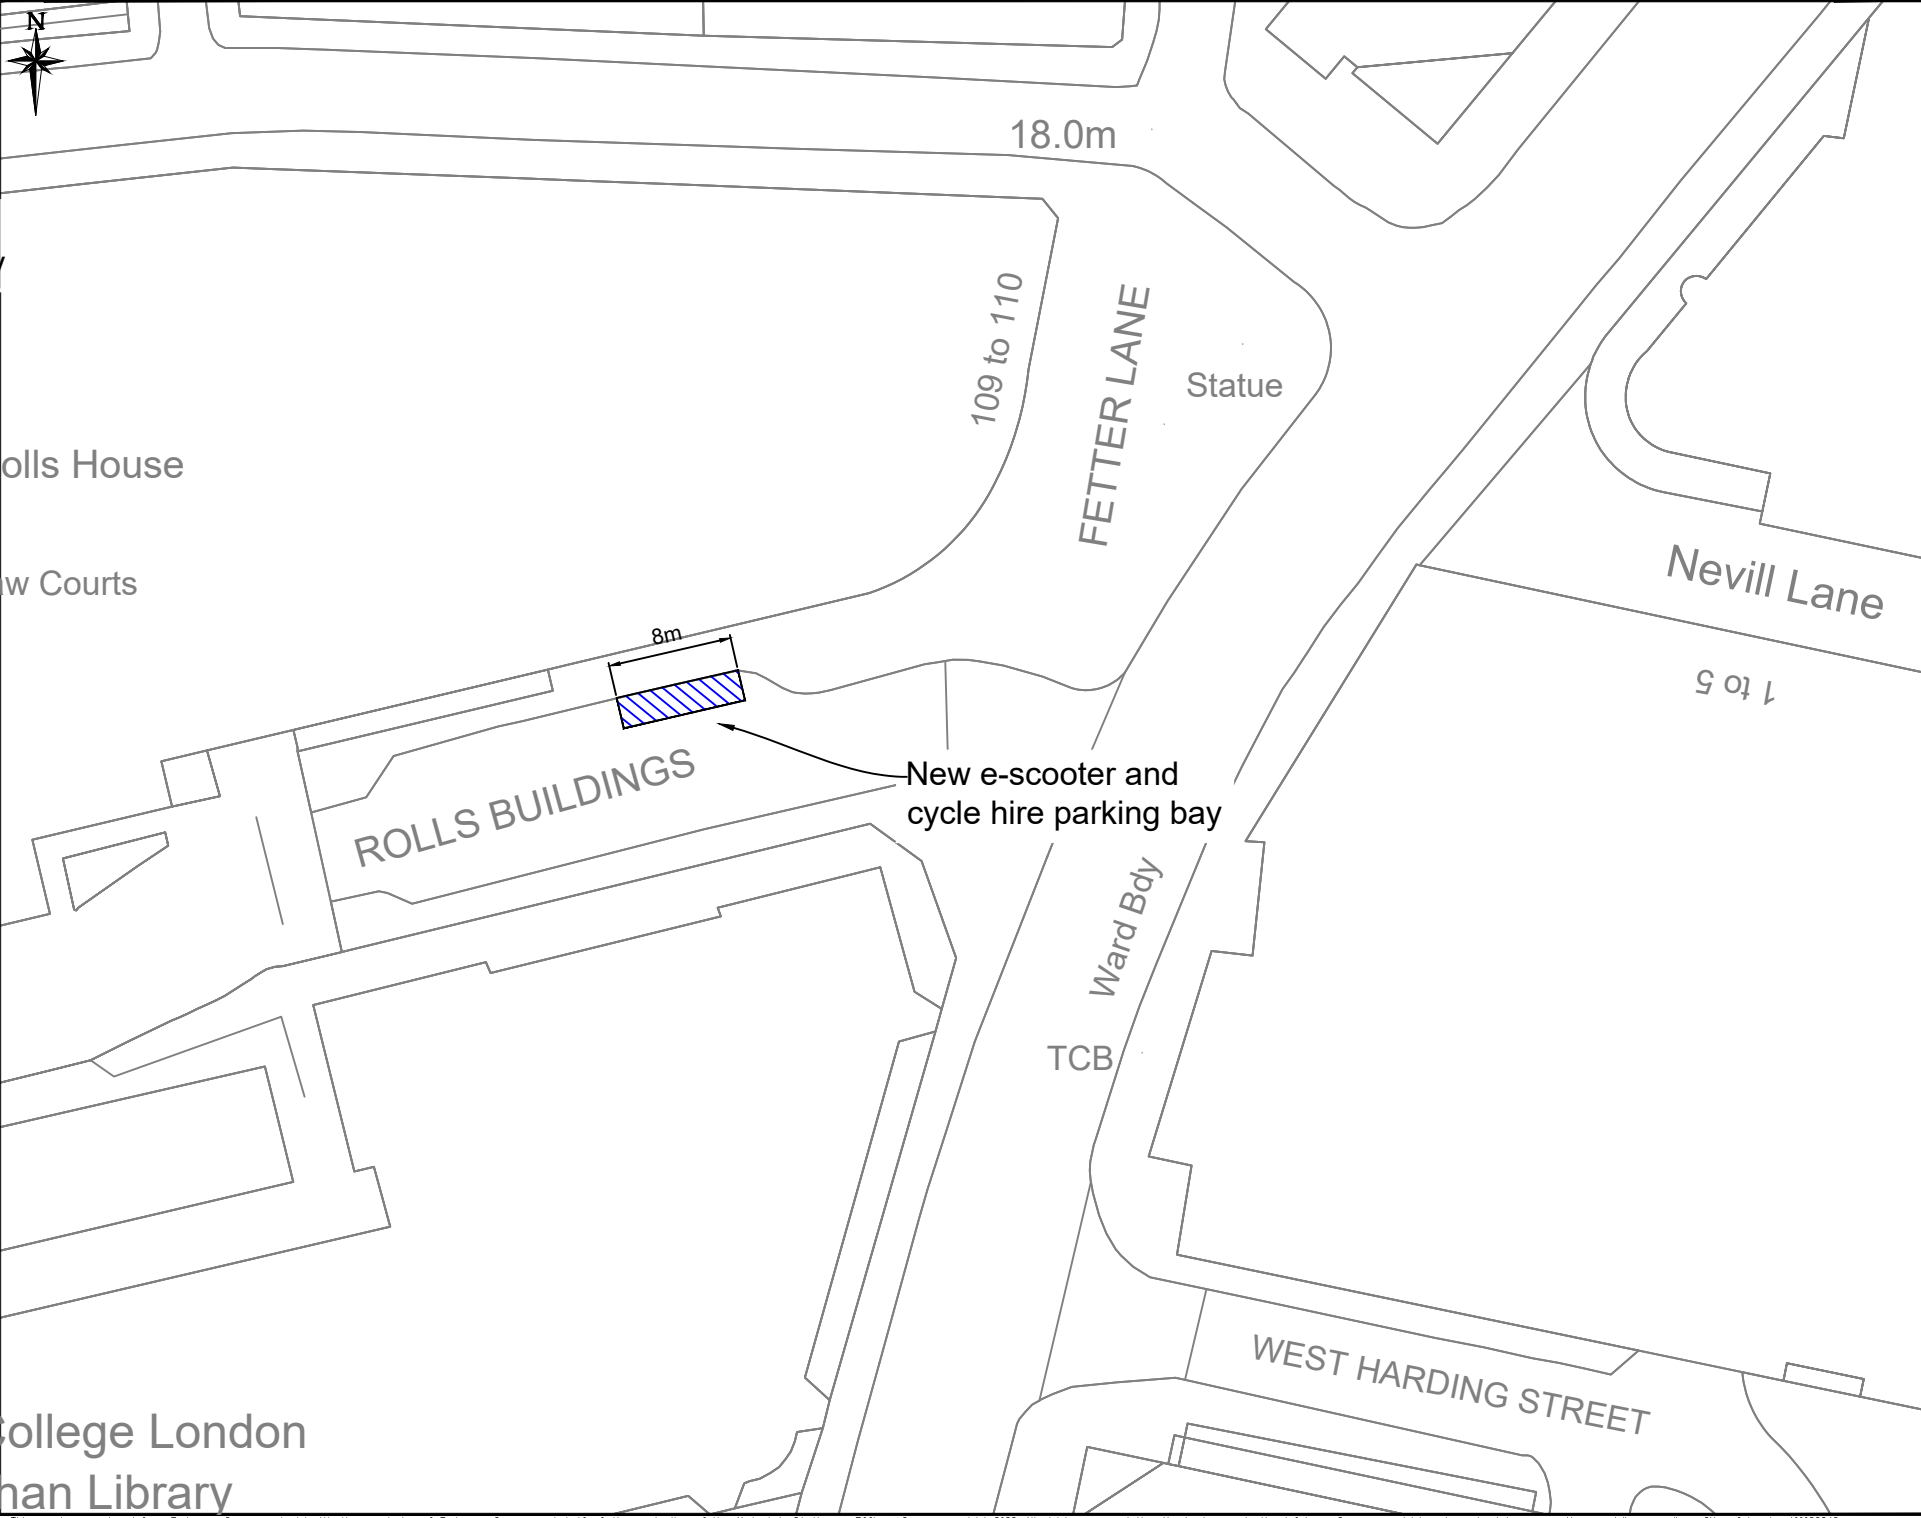 N
18.0m
109 to 110
FETTER LANE
Statue
olls House
w Courts
Nevill Lane
1 to 5
8m
ROLLS BUILDINGS
New e-scooter and
cycle hire parking bay
Ward Bdy
TCB
WEST HARDING STREET
College London
han Library